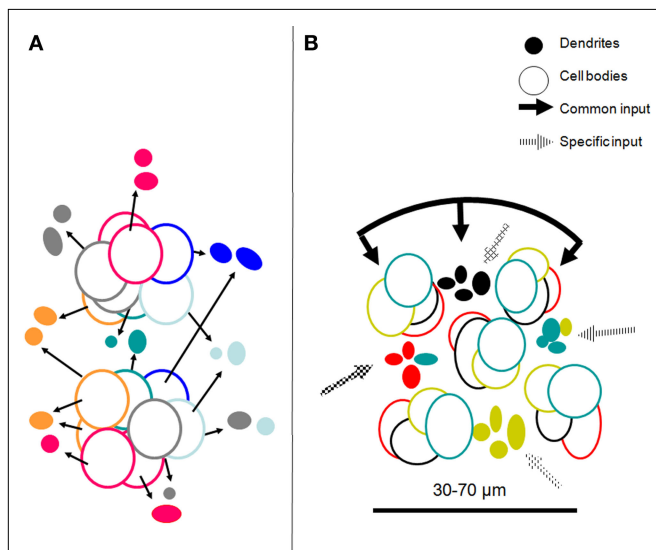 A
B
Dendrites
Cell bodies
Common input
Specific input
30-70 µm